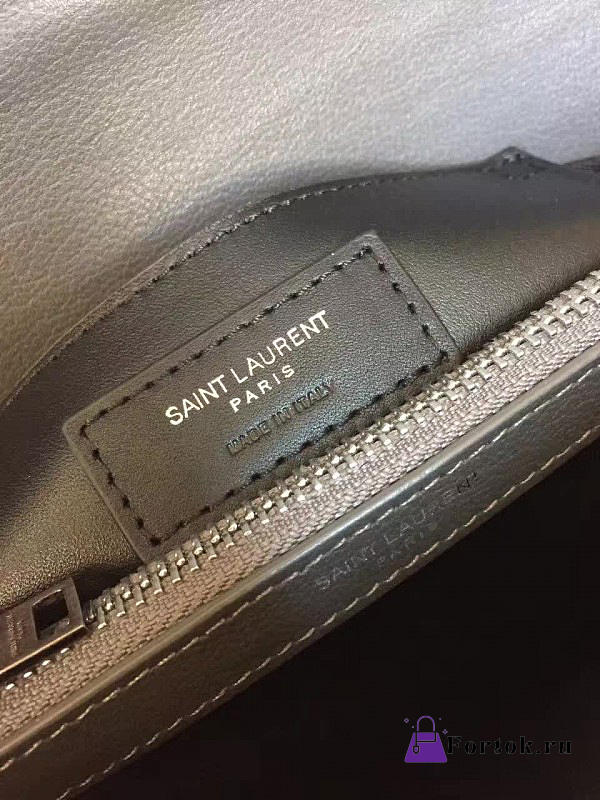 SAINT LAURENT
PARIS
MADE IN ITALY
SAINT LAURENT
PARIS
Fortok.ru